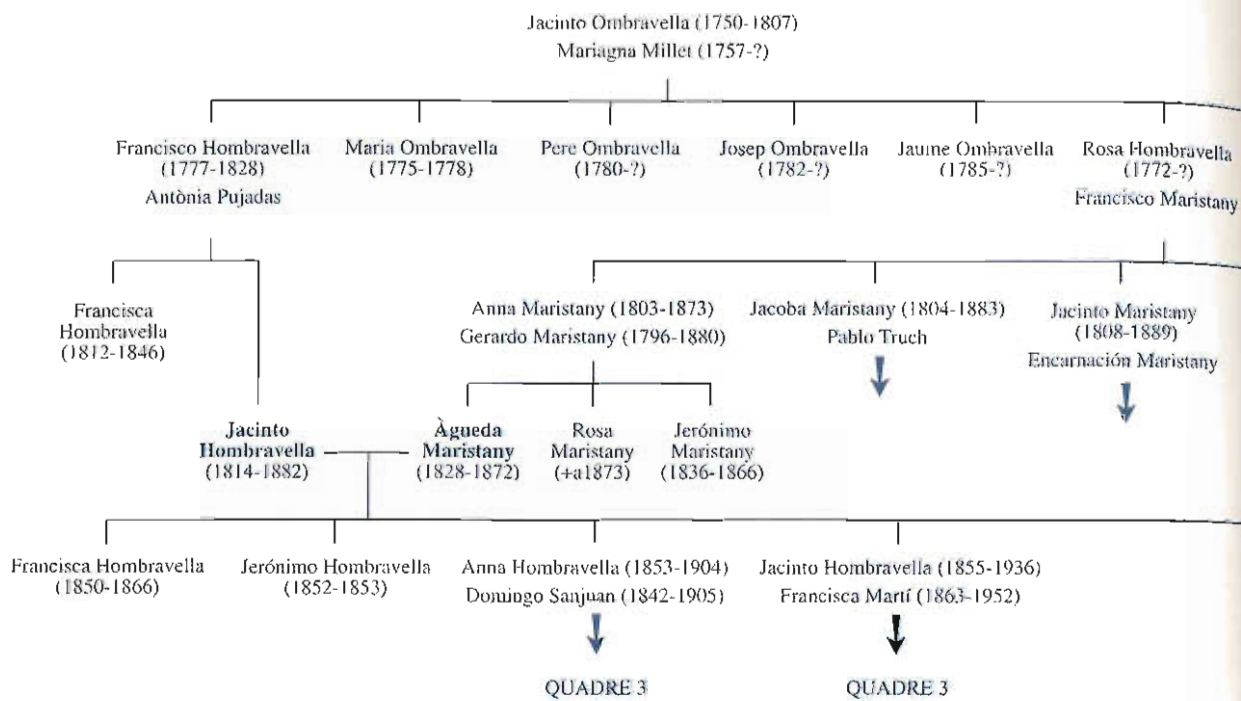 Jacinto Ombravella (1750-1807)
Mariagna Millet (1757-?)
Francisco Hombravella
(1777-1828)
Antònia Pujadas
Maria Ombravella
(1775-1778)
Pere Ombravella
(1780-?)
Josep Ombravella
(1782-?)
Jaume Ombravella
(1785-?)
Rosa Hombravella
(1772-?)
Francisco Maristany
Francisca
Hombravella
(1812-1846)
Anna Maristany (1803-1873)
Gerardo Maristany (1796-1880)
Jacoba Maristany (1804-1883)
Pablo Truch
Jacinto Maristany
(1808-1889)
Encarnación Maristany
Jacinto
Hombravella
(1814-1882)
Àgueda
Maristany
(1828-1872)
Rosa
Maristany
(+a1873)
Jerónimo
Maristany
(1836-1866)
Francisca Hombravella
(1850-1866)
Jerónimo Hombravella
(1852-1853)
Anna Hombravella (1853-1904)
Domingo Sanjuan (1842-1905)
Jacinto Hombravella (1855-1936)
Francisca Martí (1863-1952)
QUADRE 3
QUADRE 3